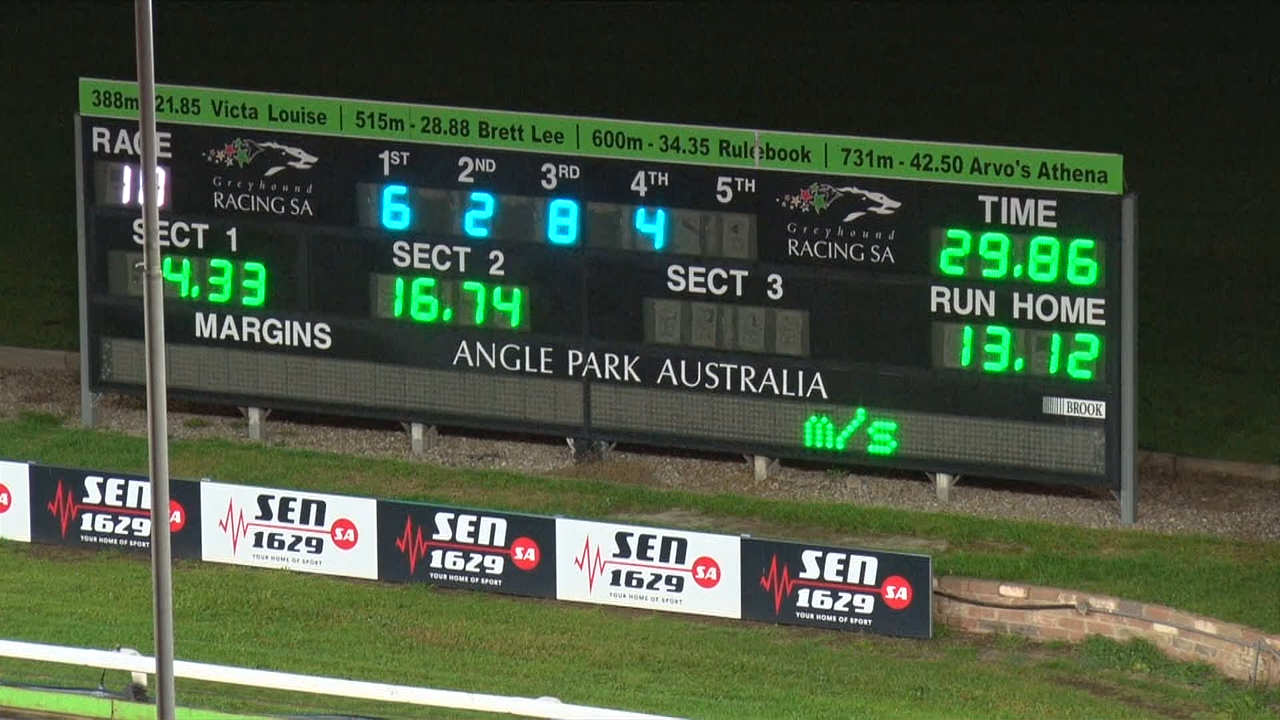 388m - 21.85 Victa Louise | 515m - 28.88 Brett Lee | 600m - 34.35 Rulebook | 731m - 42.50 Arvo's Athena
RACE
10
Greyhound
RACING SA
1ST 2ND 3RD 4TH 5TH
6 2 8 4
Greyhound
RACING SA
TIME
29.86
SECT 1
4.33
SECT 2
16.74
SECT 3
RUN HOME
13.12
MARGINS
ANGLE PARK AUSTRALIA
BROOK
m/s
SEN
1629
SA
YOUR HOME OF SPORT
SEN
1629
SA
YOUR HOME OF SPORT
SEN
1629
SA
YOUR HOME OF SPORT
SEN
1629
SA
YOUR HOME OF SPORT
SEN
1629
SA
YOUR HOME OF SPORT